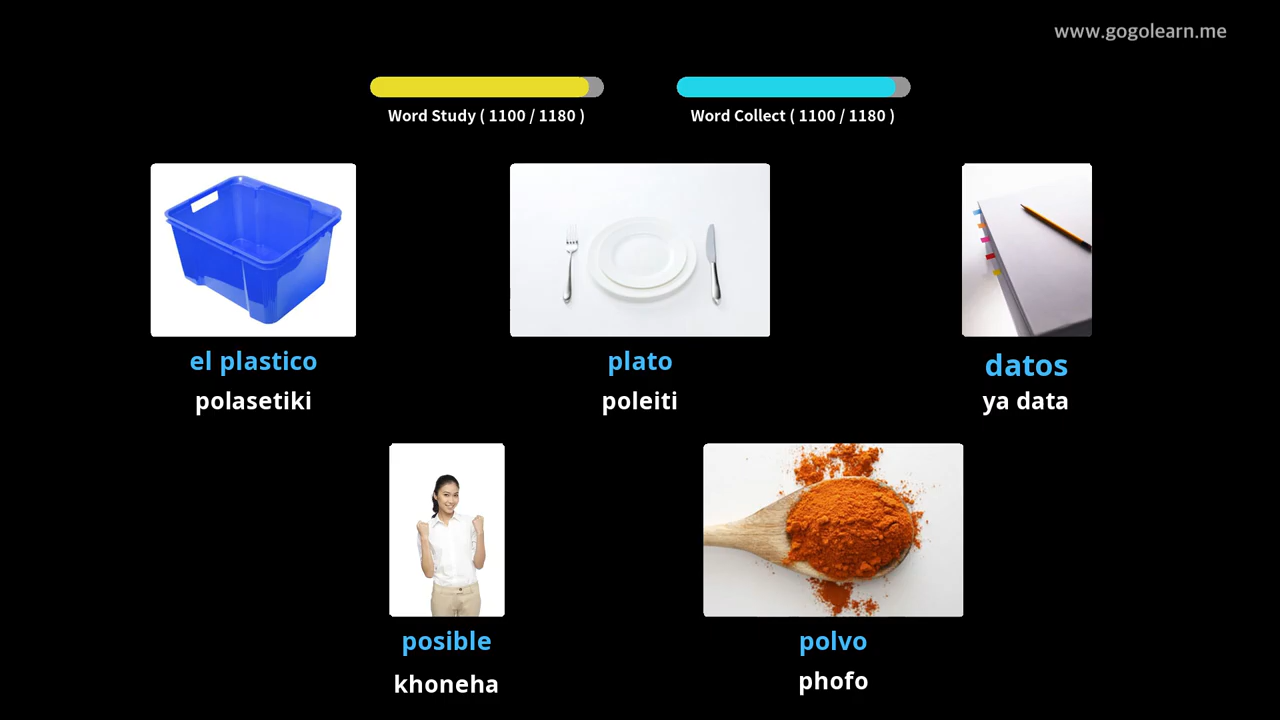 www.gogolearn.me
Word Study ( 1100 / 1180 )
Word Collect ( 1100 / 1180 )
el plastico
polasetiki
plato
poleiti
datos
ya data
posible
khoneha
polvo
phofo